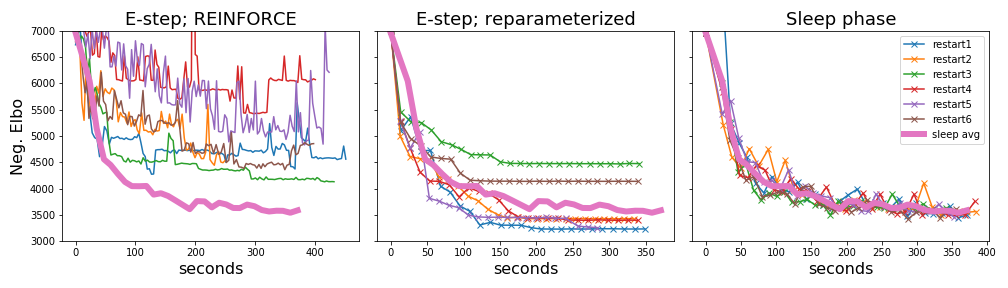 E-step; REINFORCE
E-step; reparameterized
Sleep phase
Neg. Elbo
7000
6500
6000
5500
5000
4500
4000
3500
3000
0 100 200 300 400
0 50 100 150 200 250 300 350
0 50 100 150 200 250 300 350 400
seconds
seconds
seconds
restart1
restart2
restart3
restart4
restart5
restart6
sleep avg